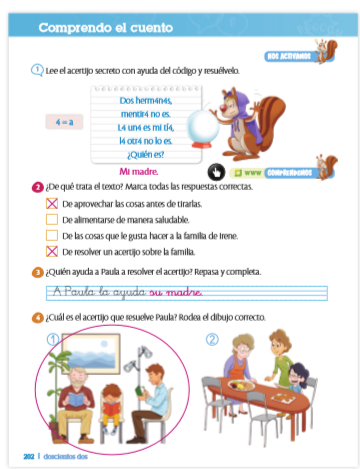 Comprendo el cuento
NOS ACTIVAMOS
1 Lee el acertijo secreto con ayuda del código y resuélvelo.
4 = a
Dos herm4n4s,
mentir4 no es.
L4 un4 es mi tí4,
l4 otr4 no lo es.
¿Quién es?
Mi madre.
www COMPRENDEMOS
2 ¿De qué trata el texto? Marca todas las respuestas correctas.
De aprovechar las cosas antes de tirarlas.
De alimentarse de manera saludable.
De las cosas que le gusta hacer a la familia de Irene.
De resolver un acertijo sobre la familia.
3 ¿Quién ayuda a Paula a resolver el acertijo? Repasa y completa.
A Paula la ayuda su madre.
4 ¿Cuál es el acertijo que resuelve Paula? Rodea el dibujo correcto.
1 2
202 | doscientos dos